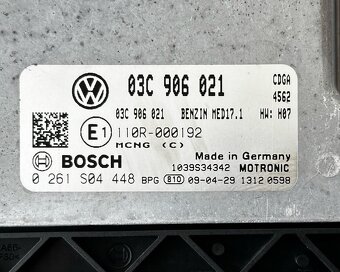 03C 906 021
CDGA
4562
03C 906 021 BENZIN MED17.1 HW: H07
E1 110R-000192
MCNG (C)
BOSCH
Made in Germany
1039S34342 MOTRONIC
0 261 S04 448 BPG 810 09-04-29 1312 0598